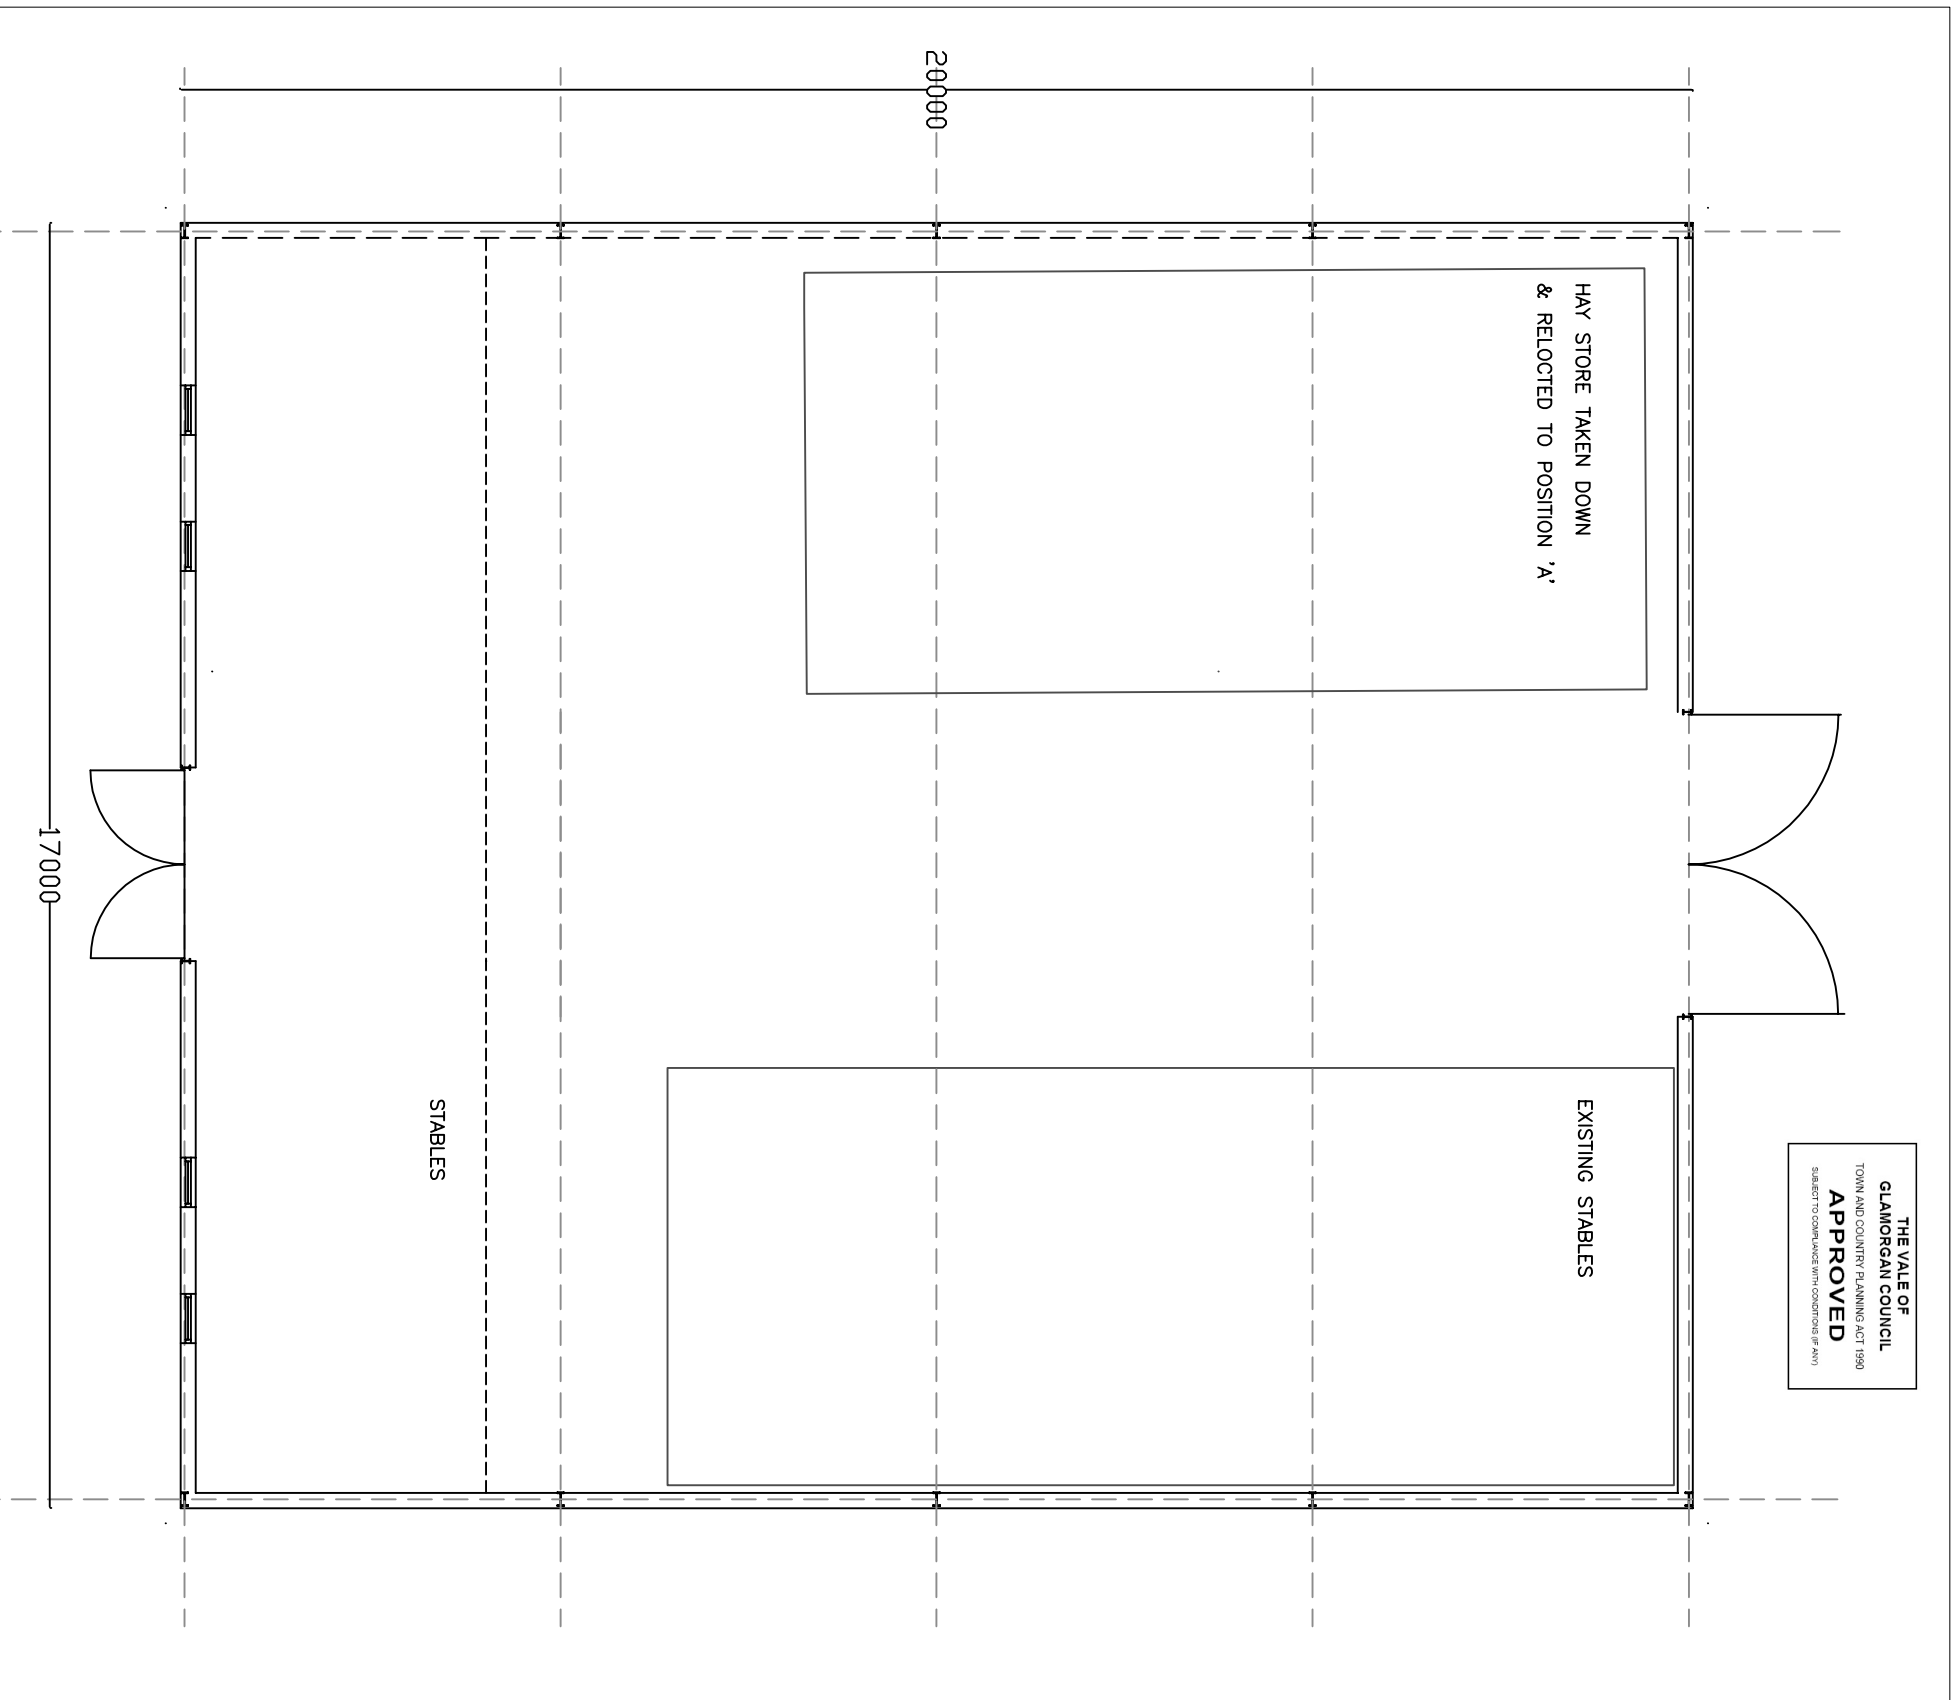 20000
17000
HAY STORE TAKEN DOWN
& RELOCTED TO POSITION 'A'
EXISTING STABLES
STABLES
THE VALE OF
GLAMORGAN COUNCIL
TOWN AND COUNTRY PLANNING ACT 1990
APPROVED
SUBJECT TO COMPLIANCE WITH CONDITIONS (IF ANY)